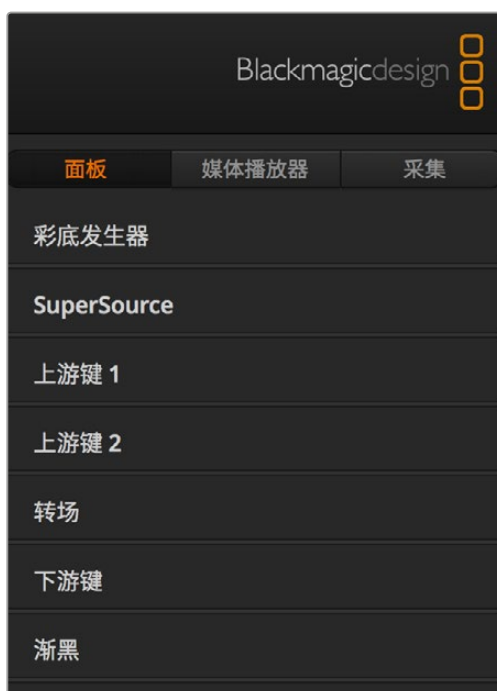 Blackmagicdesign
面板 媒体播放器 采集
彩底发生器
SuperSource
上游键 1
上游键 2
转场
下游键
渐黑